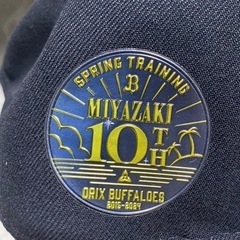 SPRING TRAINING
B
MIYAZAKI
10TH
ORIX BUFFALOES
2015-2024